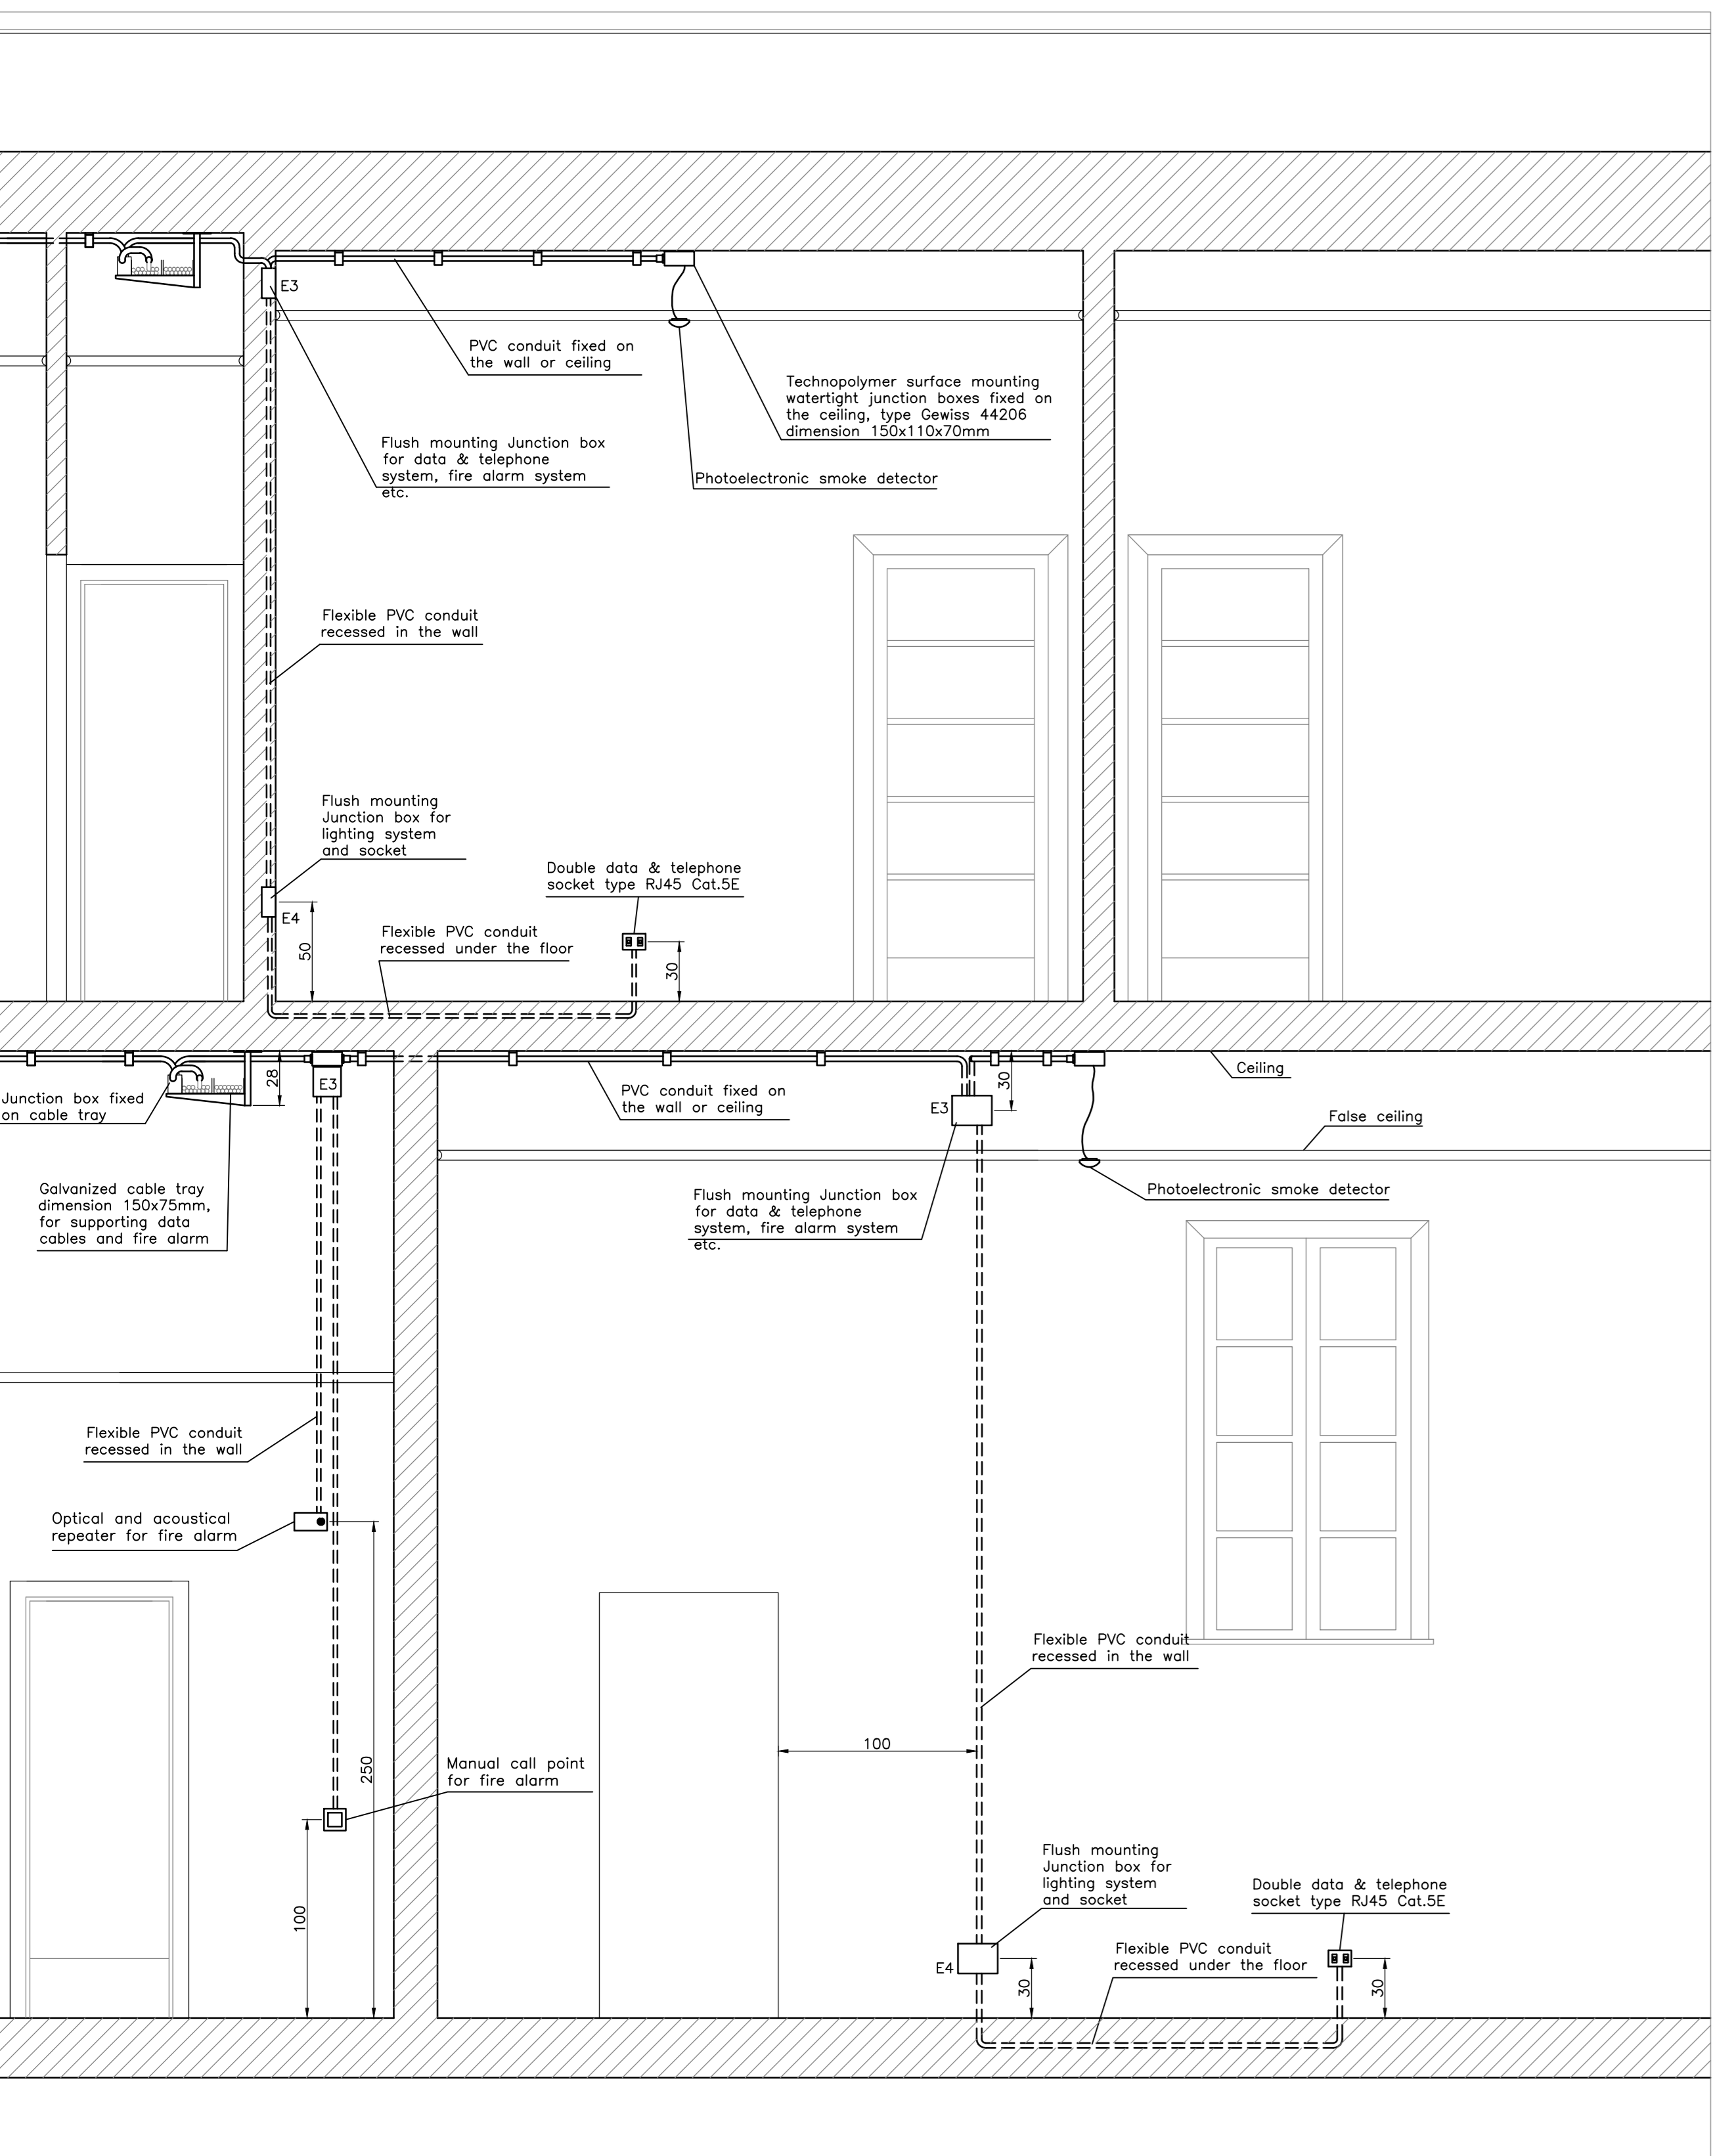 E3
PVC conduit fixed on
the wall or ceiling
Technopolymer surface mounting
watertight junction boxes fixed on
the ceiling, type Gewiss 44206
dimension 150x110x70mm
Flush mounting Junction box
for data & telephone
system, fire alarm system
etc.
Photoelectronic smoke detector
Flexible PVC conduit
recessed in the wall
Flush mounting
Junction box for
lighting system
and socket
Double data & telephone
socket type RJ45 Cat.5E
E4
50
Flexible PVC conduit
recessed under the floor
30
28
E3
Junction box fixed
on cable tray
PVC conduit fixed on
the wall or ceiling
E3
30
Ceiling
False ceiling
Galvanized cable tray
dimension 150x75mm,
for supporting data
cables and fire alarm
Flush mounting Junction box
for data & telephone
system, fire alarm system
etc.
Photoelectronic smoke detector
Flexible PVC conduit
recessed in the wall
Optical and acoustical
repeater for fire alarm
Flexible PVC conduit
recessed in the wall
100
250
Manual call point
for fire alarm
100
Flush mounting
Junction box for
lighting system
and socket
Double data & telephone
socket type RJ45 Cat.5E
E4
30
Flexible PVC conduit
recessed under the floor
30